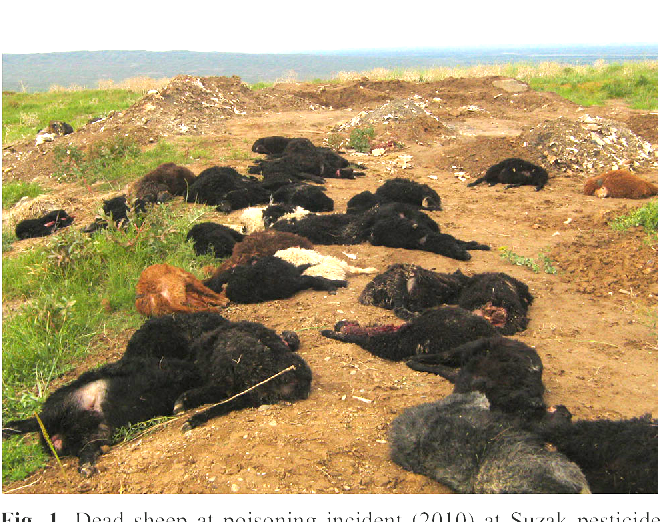 Fig. 1 Dead sheep at poisoning incident (2010) at Suzak pesticide